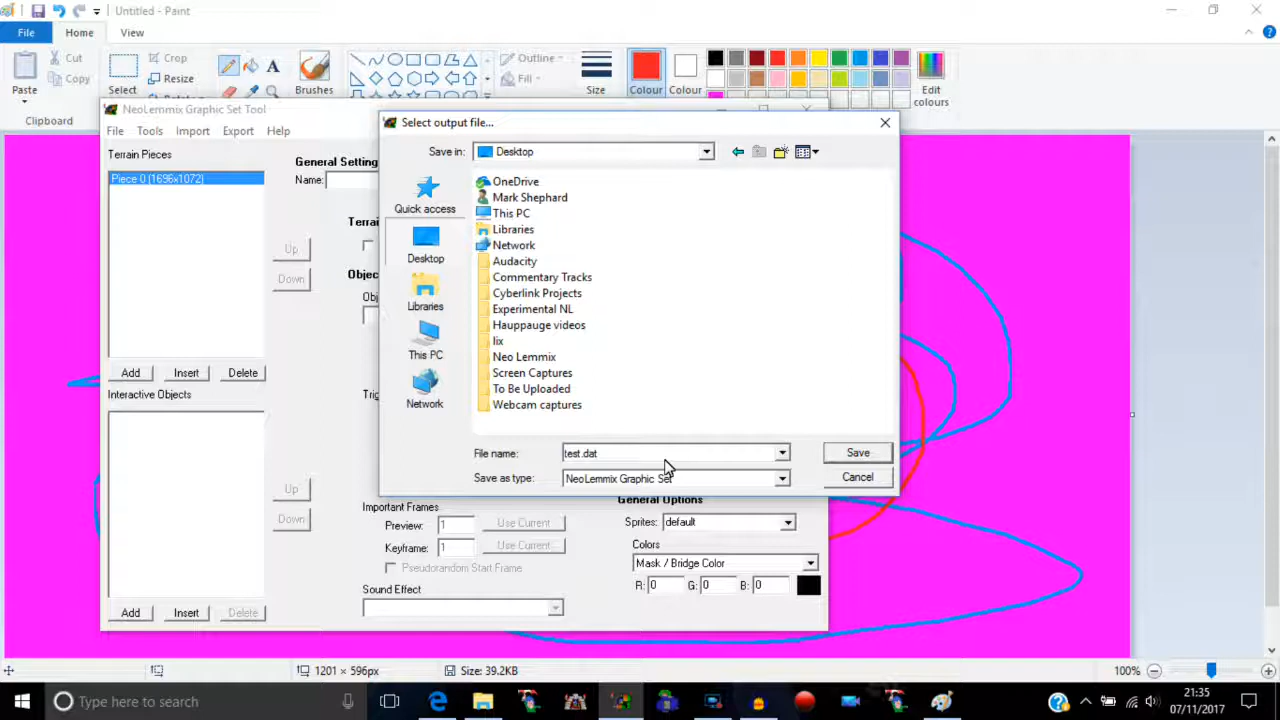 Untitled - Paint
File Home View
Paste
Cut
Copy
Clipboard
Select
Crop
Resize
Brushes
Outline
Fill
Size
Colour
Colour
Edit
colours
NeoLemmix Graphic Set Tool
File Tools Import Export Help
Terrain Pieces
Piece 0 (1696x1072)
Up
Down
Add Insert Delete
Interactive Objects
Up
Down
Add Insert Delete
General Setting
Name:
Terrai
Objec
Obj
Trig
Important Frames
Preview: 1 Use Current
Keyframe: 1 Use Current
Pseudorandom Start Frame
Sound Effect
General Options
Sprites: default
Colors
Mask / Bridge Color
R: 0 G: 0 B: 0
Select output file...
Save in: Desktop
Quick access
Desktop
Libraries
This PC
Network
OneDrive
Mark Shephard
This PC
Libraries
Network
Audacity
Commentary Tracks
Cyberlink Projects
Experimental NL
Hauppauge videos
lix
Neo Lemmix
Screen Captures
To Be Uploaded
Webcam captures
File name: test.dat Save
Save as type: NeoLemmix Graphic Set Cancel
1201 × 596px Size: 39.2KB 100%
Type here to search
21:35
07/11/2017